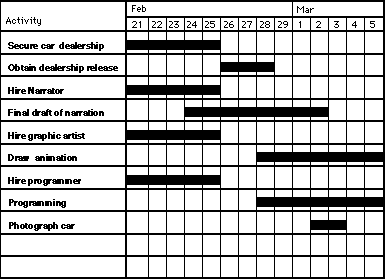 Feb Mar
Activity 21 22 23 24 25 26 27 28 29 1 2 3 4 5
Secure car dealership
Obtain dealership release
Hire Narrator
Final draft of narration
Hire graphic artist
Draw animation
Hire programmer
Programming
Photograph car